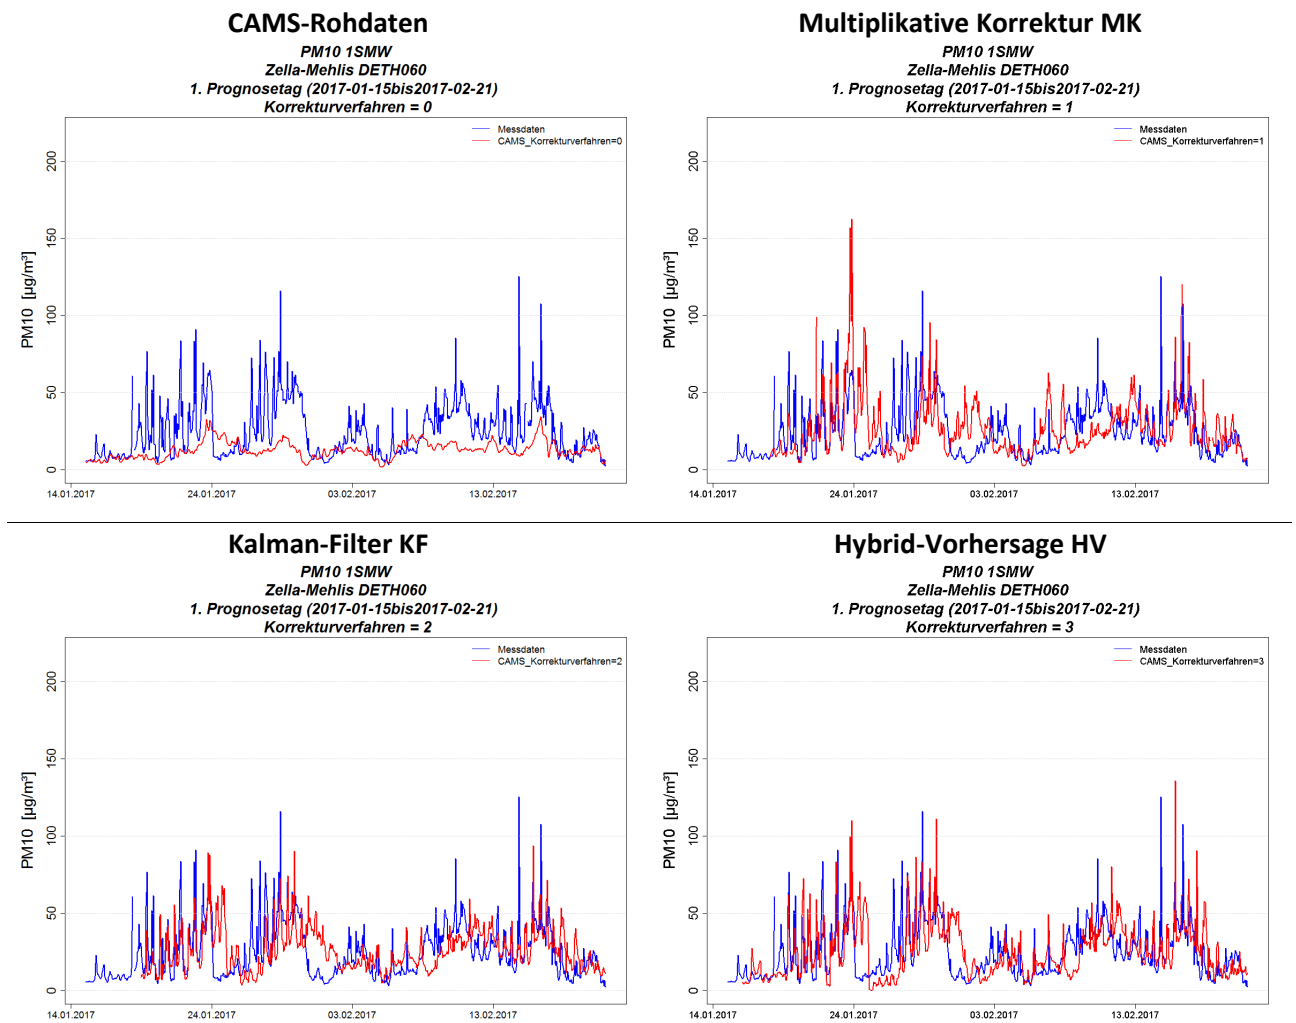 CAMS-Rohdaten
PM10 1SMW
Zella-Mehlis DETH060
1. Prognosetag (2017-01-15bis2017-02-21)
Korrekturverfahren = 0
Messdaten
CAMS_Korrekturverfahren=0
PM10 [µg/m³]
200
150
100
50
0
14.01.2017
24.01.2017
03.02.2017
13.02.2017
Multiplikative Korrektur MK
PM10 1SMW
Zella-Mehlis DETH060
1. Prognosetag (2017-01-15bis2017-02-21)
Korrekturverfahren = 1
Messdaten
CAMS_Korrekturverfahren=1
PM10 [µg/m³]
200
150
100
50
0
14.01.2017
24.01.2017
03.02.2017
13.02.2017
Kalman-Filter KF
PM10 1SMW
Zella-Mehlis DETH060
1. Prognosetag (2017-01-15bis2017-02-21)
Korrekturverfahren = 2
Messdaten
CAMS_Korrekturverfahren=2
PM10 [µg/m³]
200
150
100
50
0
14.01.2017
24.01.2017
03.02.2017
13.02.2017
Hybrid-Vorhersage HV
PM10 1SMW
Zella-Mehlis DETH060
1. Prognosetag (2017-01-15bis2017-02-21)
Korrekturverfahren = 3
Messdaten
CAMS_Korrekturverfahren=3
PM10 [µg/m³]
200
150
100
50
0
14.01.2017
24.01.2017
03.02.2017
13.02.2017